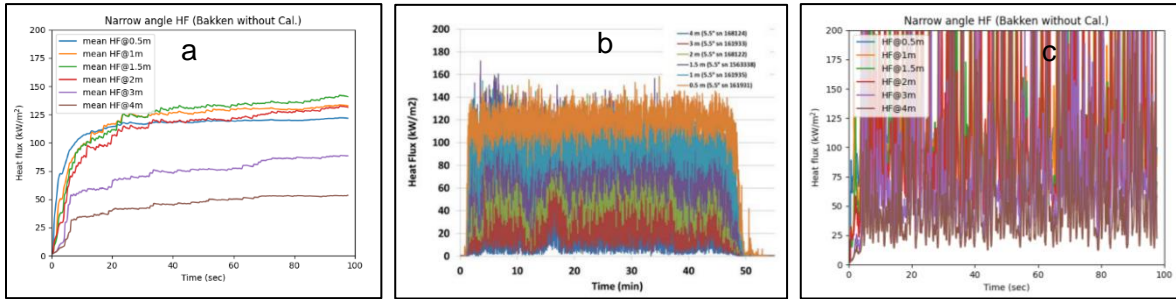 Narrow angle HF (Bakken without Cal.)
a
mean HF@0.5m
mean HF@1m
mean HF@1.5m
mean HF@2m
mean HF@3m
mean HF@4m
Heat flux (kW/m²)
200
175
150
125
100
75
50
25
0
0 20 40 60 80 100
Time (sec)
b
4 m (5.5° sn 168124)
3 m (5.5° sn 161933)
2 m (5.5° sn 168122)
1.5 m (5.5° sn 1563338)
1 m (5.5° sn 161935)
0.5 m (5.5° sn 161931)
Heat Flux (kW/m2)
200
180
160
140
120
100
80
60
40
20
0
0 10 20 30 40 50
Time (min)
Narrow angle HF (Bakken without Cal.)
c
HF@0.5m
HF@1m
HF@1.5m
HF@2m
HF@3m
HF@4m
Heat flux (kW/m²)
200
175
150
125
100
75
50
25
0
0 20 40 60 80 100
Time (sec)